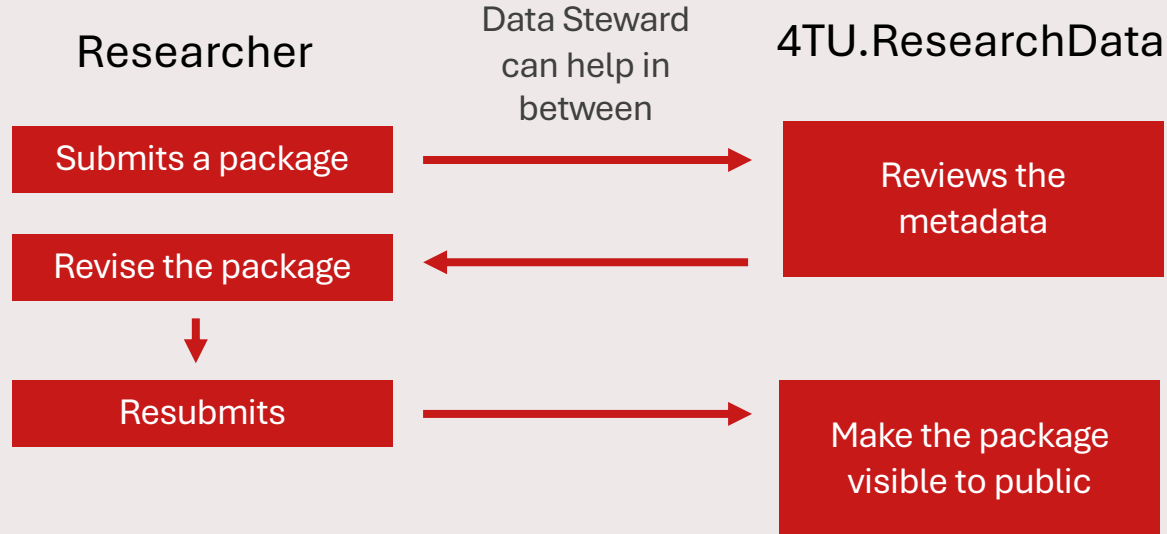 Researcher
Data Steward
can help in
between
4TU.ResearchData
Submits a package
Reviews the
metadata
Revise the package
Resubmits
Make the package
visible to public